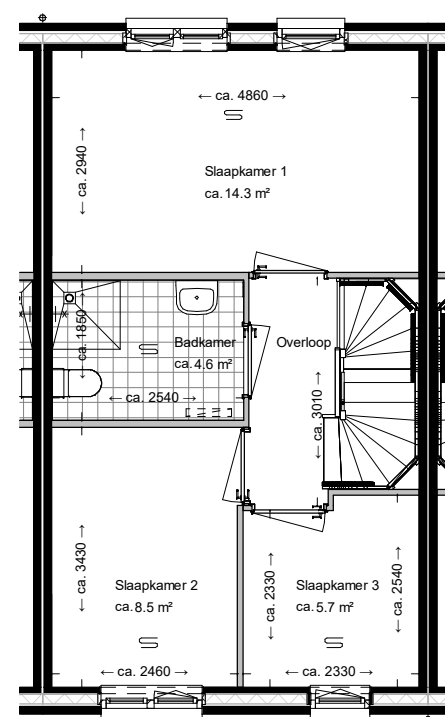 ← ca. 4860 →
← ca. 2940 →
Slaapkamer 1
ca. 14.3 m²
← ca. 1850 →
Badkamer
ca. 4.6 m²
Overloop
← ca. 2540 →
← ca. 3010 →
← ca. 3430 →
Slaapkamer 2
ca. 8.5 m²
← ca. 2330 →
Slaapkamer 3
ca. 5.7 m²
← ca. 2540 →
← ca. 2460 →
← ca. 2330 →